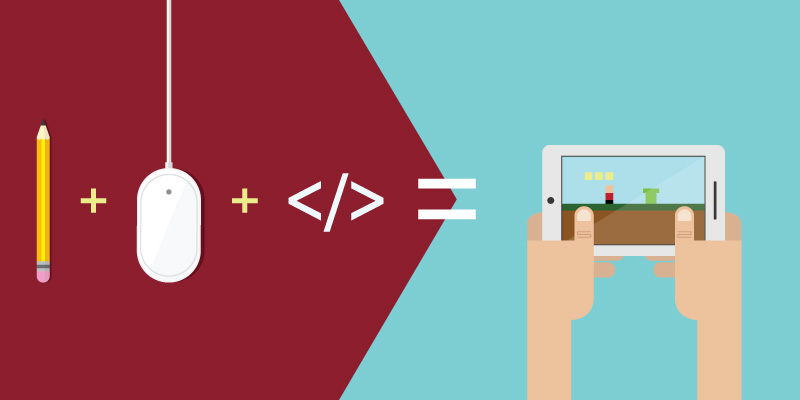 + + </> =